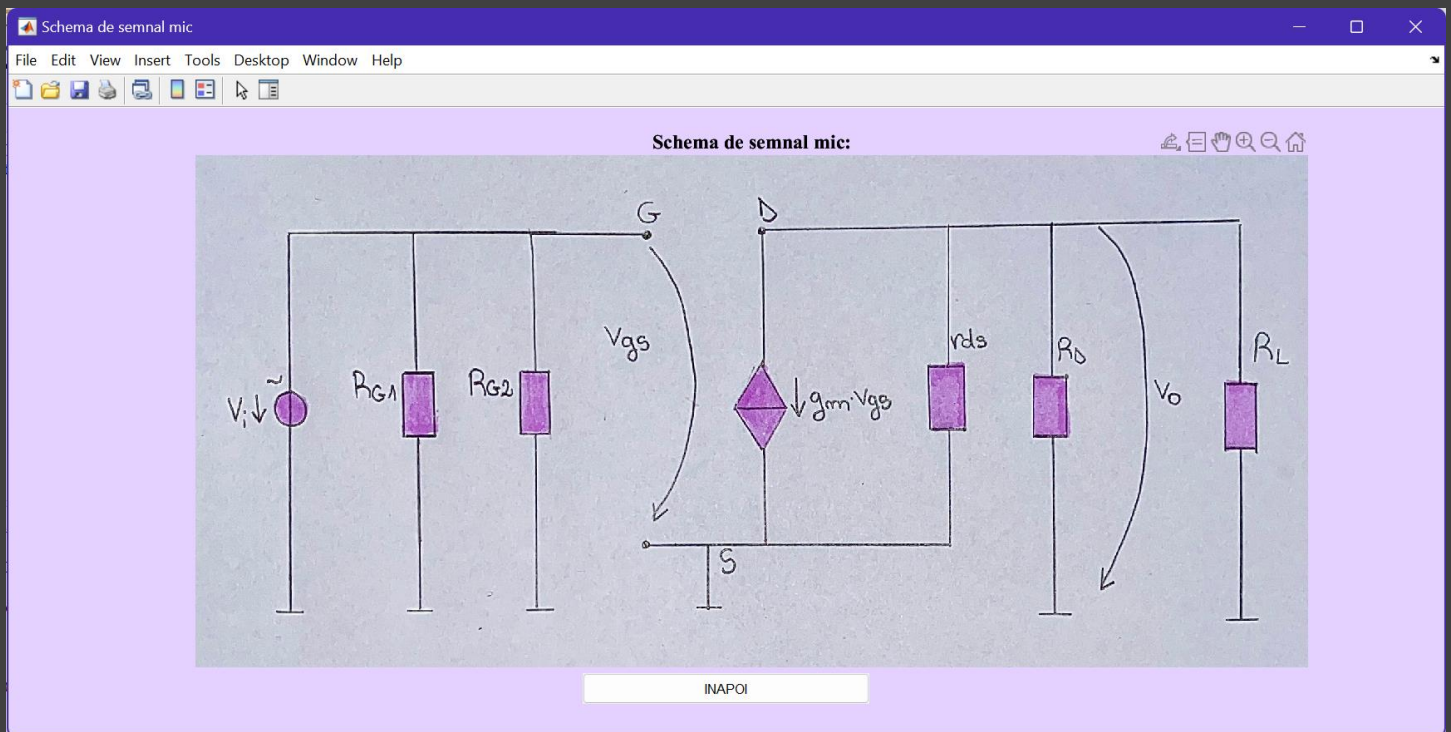 Schema de semnal mic
File Edit View Insert Tools Desktop Window Help
Schema de semnal mic:
G D
Vgs
rds
RD
RL
~
Vi↓
RG1
RG2
↓gm·Vgs
Vo
S
INAPOI